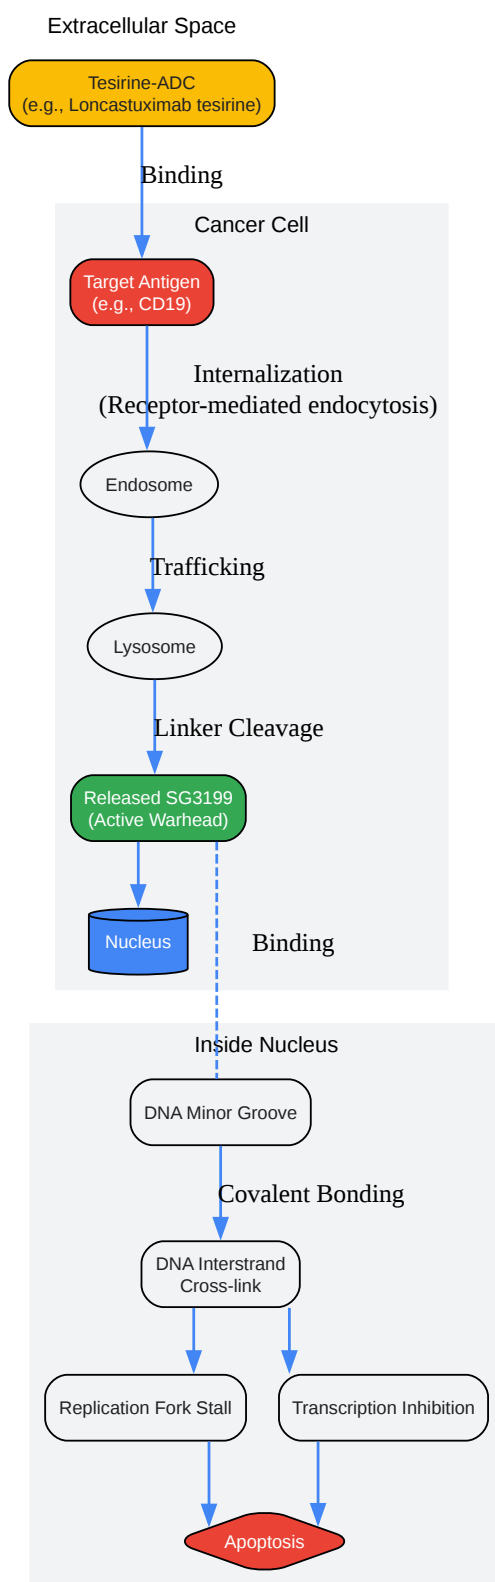 Extracellular Space
Tesirine-ADC
(e.g., Loncastuximab tesirine)
Binding
Cancer Cell
Target Antigen
(e.g., CD19)
Internalization
(Receptor-mediated endocytosis)
Endosome
Trafficking
Lysosome
Linker Cleavage
Released SG3199
(Active Warhead)
Nucleus
Binding
Inside Nucleus
DNA Minor Groove
Covalent Bonding
DNA Interstrand
Cross-link
Replication Fork Stall
Transcription Inhibition
Apoptosis